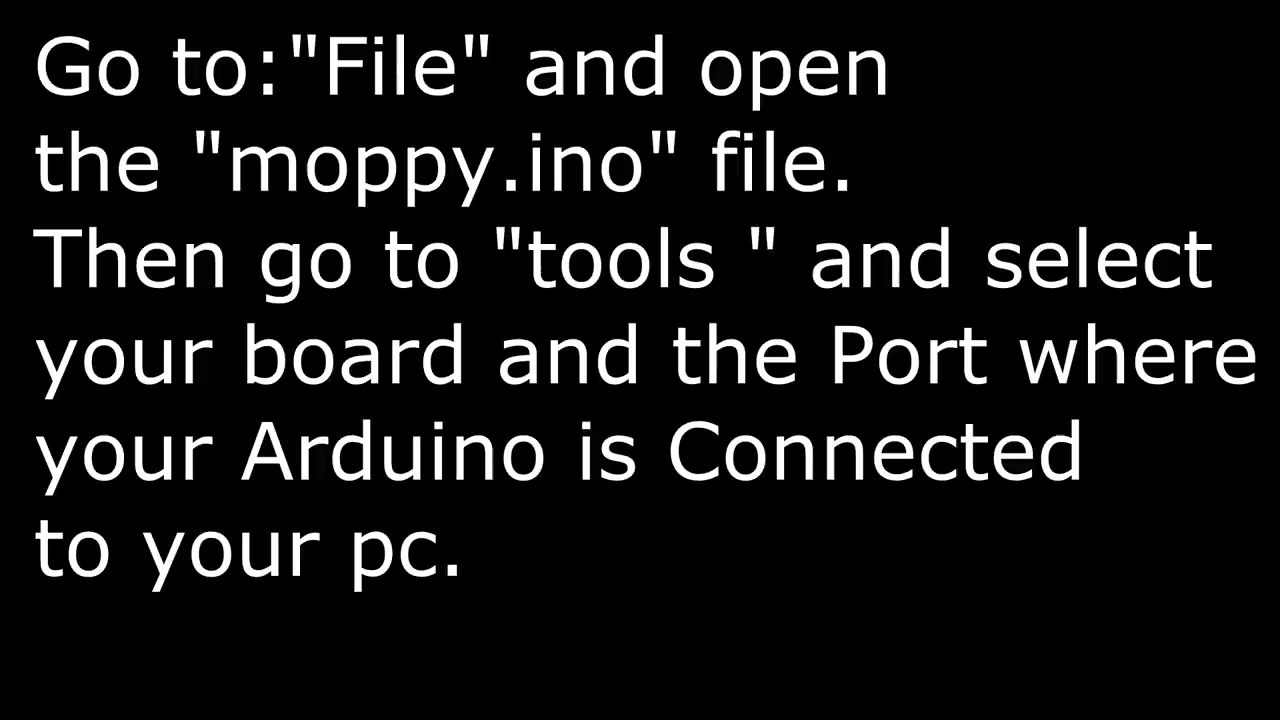 Go to:"File" and open
the "moppy.ino" file.
Then go to "tools " and select
your board and the Port where
your Arduino is Connected
to your pc.